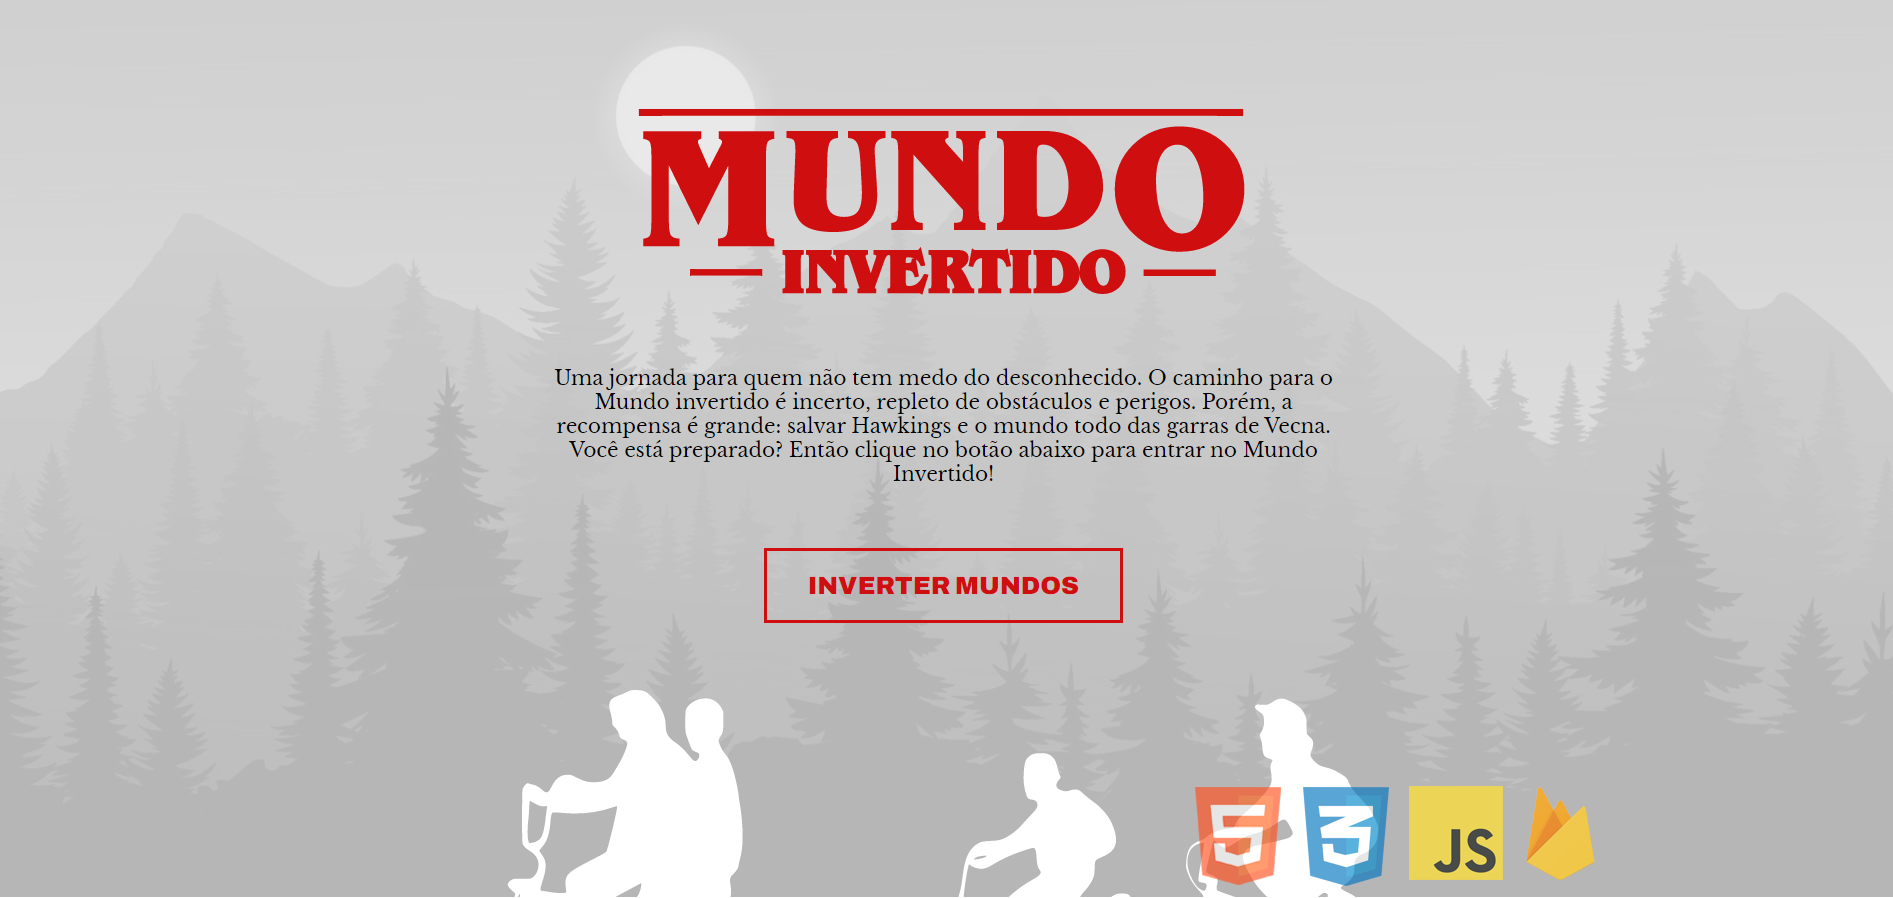 MUNDO
INVERTIDO
Uma jornada para quem não tem medo do desconhecido. O caminho para o
Mundo invertido é incerto, repleto de obstáculos e perigos. Porém, a
recompensa é grande: salvar Hawkings e o mundo todo das garras de Vecna.
Você está preparado? Então clique no botão abaixo para entrar no Mundo
Invertido!
INVERTER MUNDOS
5
3
JS